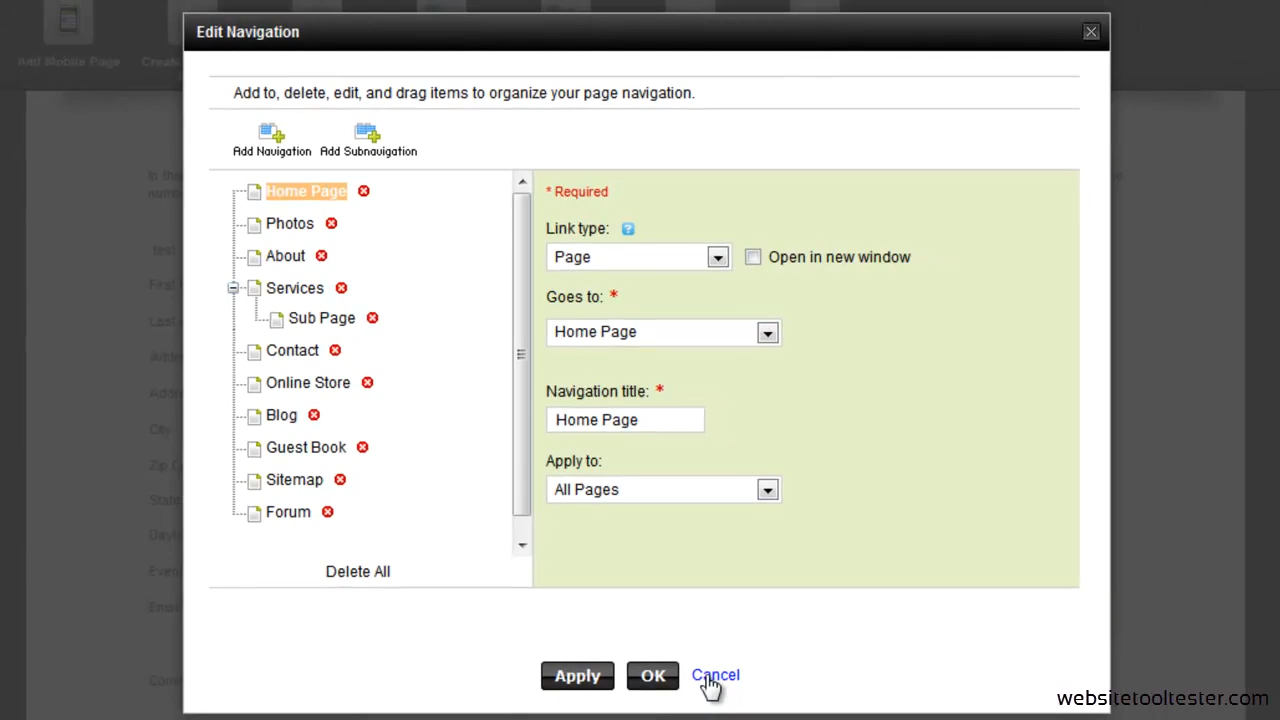 Add Mobile Page
Edit Navigation
Add to, delete, edit, and drag items to organize your page navigation.
Add Navigation Add Subnavigation
Home Page
Photos
About
Services
Sub Page
Contact
Online Store
Blog
Guest Book
Sitemap
Forum
Delete All
* Required
Link type:
Page
Open in new window
Goes to: *
Home Page
Navigation title: *
Home Page
Apply to:
All Pages
Apply OK Cancel
websitetooltester.com